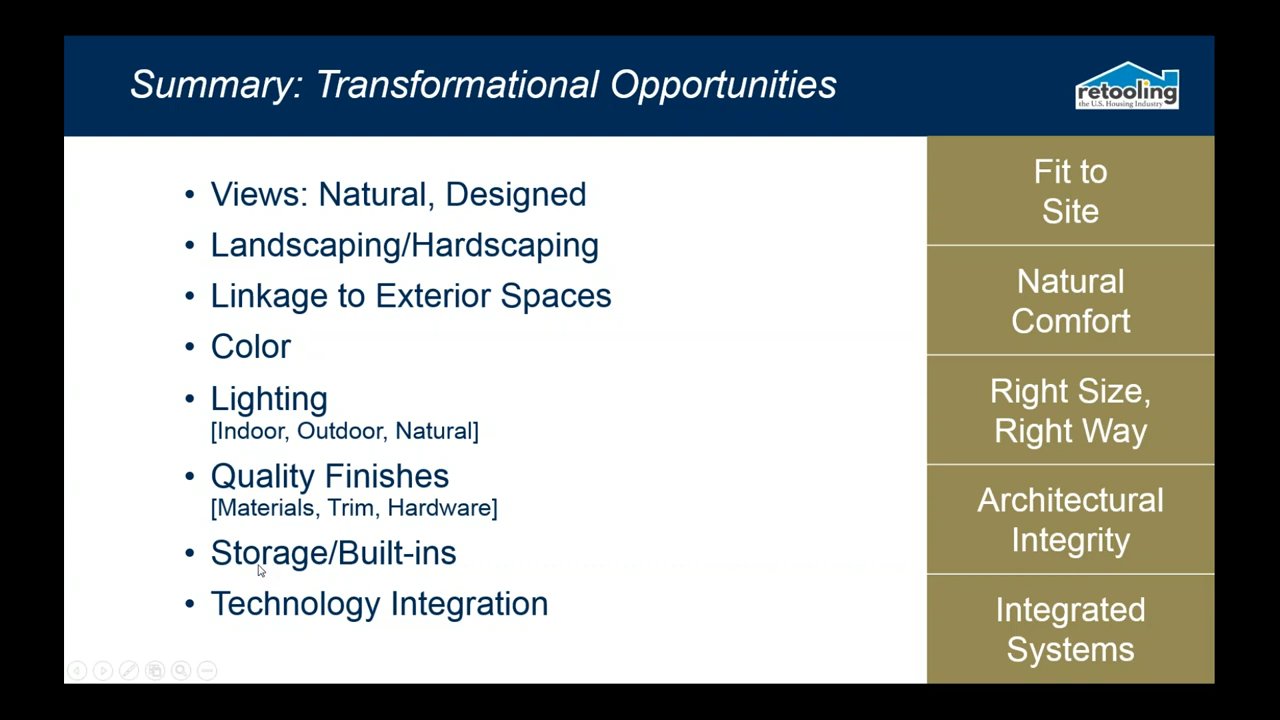 Summary: Transformational Opportunities
retooling
the U.S. Housing Industry
• Views: Natural, Designed
• Landscaping/Hardscaping
• Linkage to Exterior Spaces
• Color
• Lighting
[Indoor, Outdoor, Natural]
• Quality Finishes
[Materials, Trim, Hardware]
• Storage/Built-ins
• Technology Integration
Fit to
Site
Natural
Comfort
Right Size,
Right Way
Architectural
Integrity
Integrated
Systems